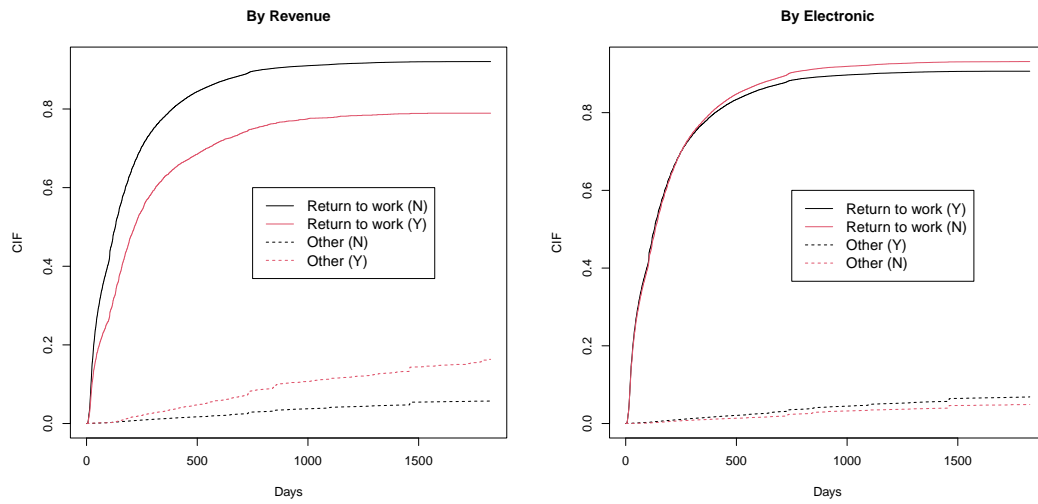 By Revenue
0
500
1000
1500
0.0
0.2
0.4
0.6
0.8
Days
CIF
Return to work (N)
Return to work (Y)
Other (N)
Other (Y)
By Electronic
0
500
1000
1500
0.0
0.2
0.4
0.6
0.8
Days
CIF
Return to work (Y)
Return to work (N)
Other (Y)
Other (N)